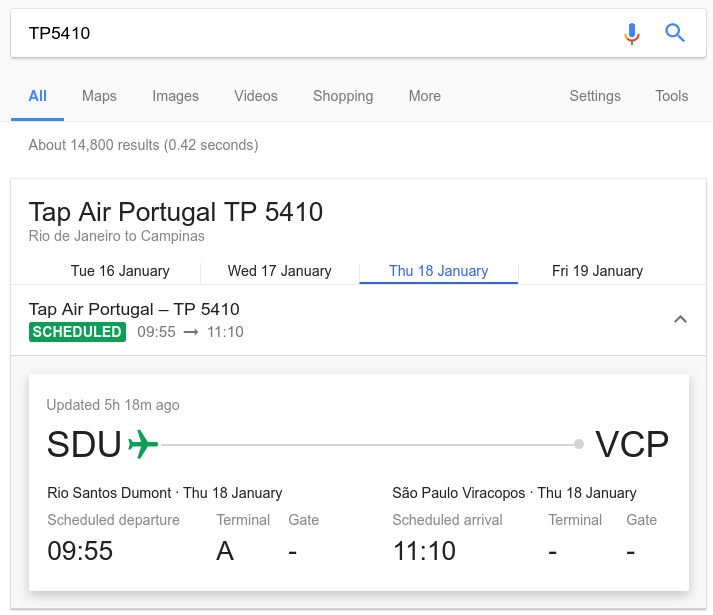 TP5410
All Maps Images Videos Shopping More Settings Tools
About 14,800 results (0.42 seconds)
Tap Air Portugal TP 5410
Rio de Janeiro to Campinas
Tue 16 January Wed 17 January Thu 18 January Fri 19 January
Tap Air Portugal – TP 5410
SCHEDULED 09:55 → 11:10
Updated 5h 18m ago
SDU VCP
Rio Santos Dumont · Thu 18 January São Paulo Viracopos · Thu 18 January
Scheduled departure Terminal Gate Scheduled arrival Terminal Gate
09:55 A - 11:10 - -